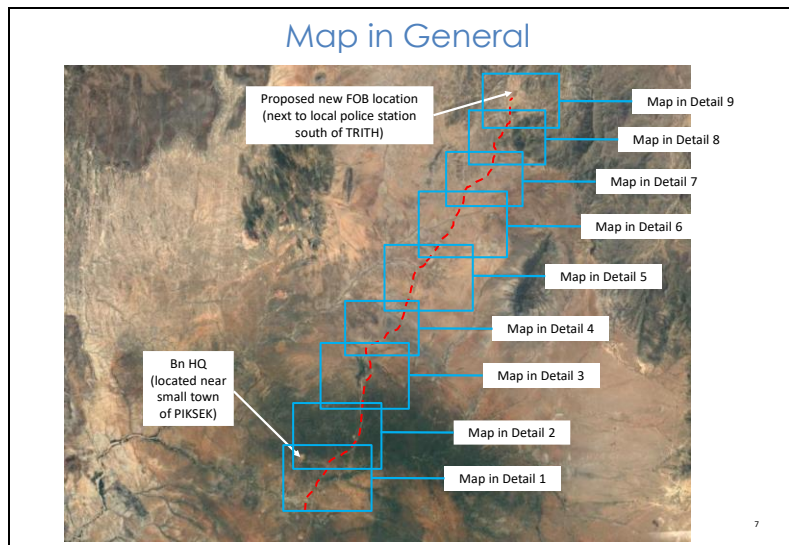 Map in General
Proposed new FOB location
(next to local police station
south of TRITH)
Map in Detail 9
Map in Detail 8
Map in Detail 7
Map in Detail 6
Map in Detail 5
Map in Detail 4
Bn HQ
(located near
small town
of PIKSEK)
Map in Detail 3
Map in Detail 2
Map in Detail 1
7